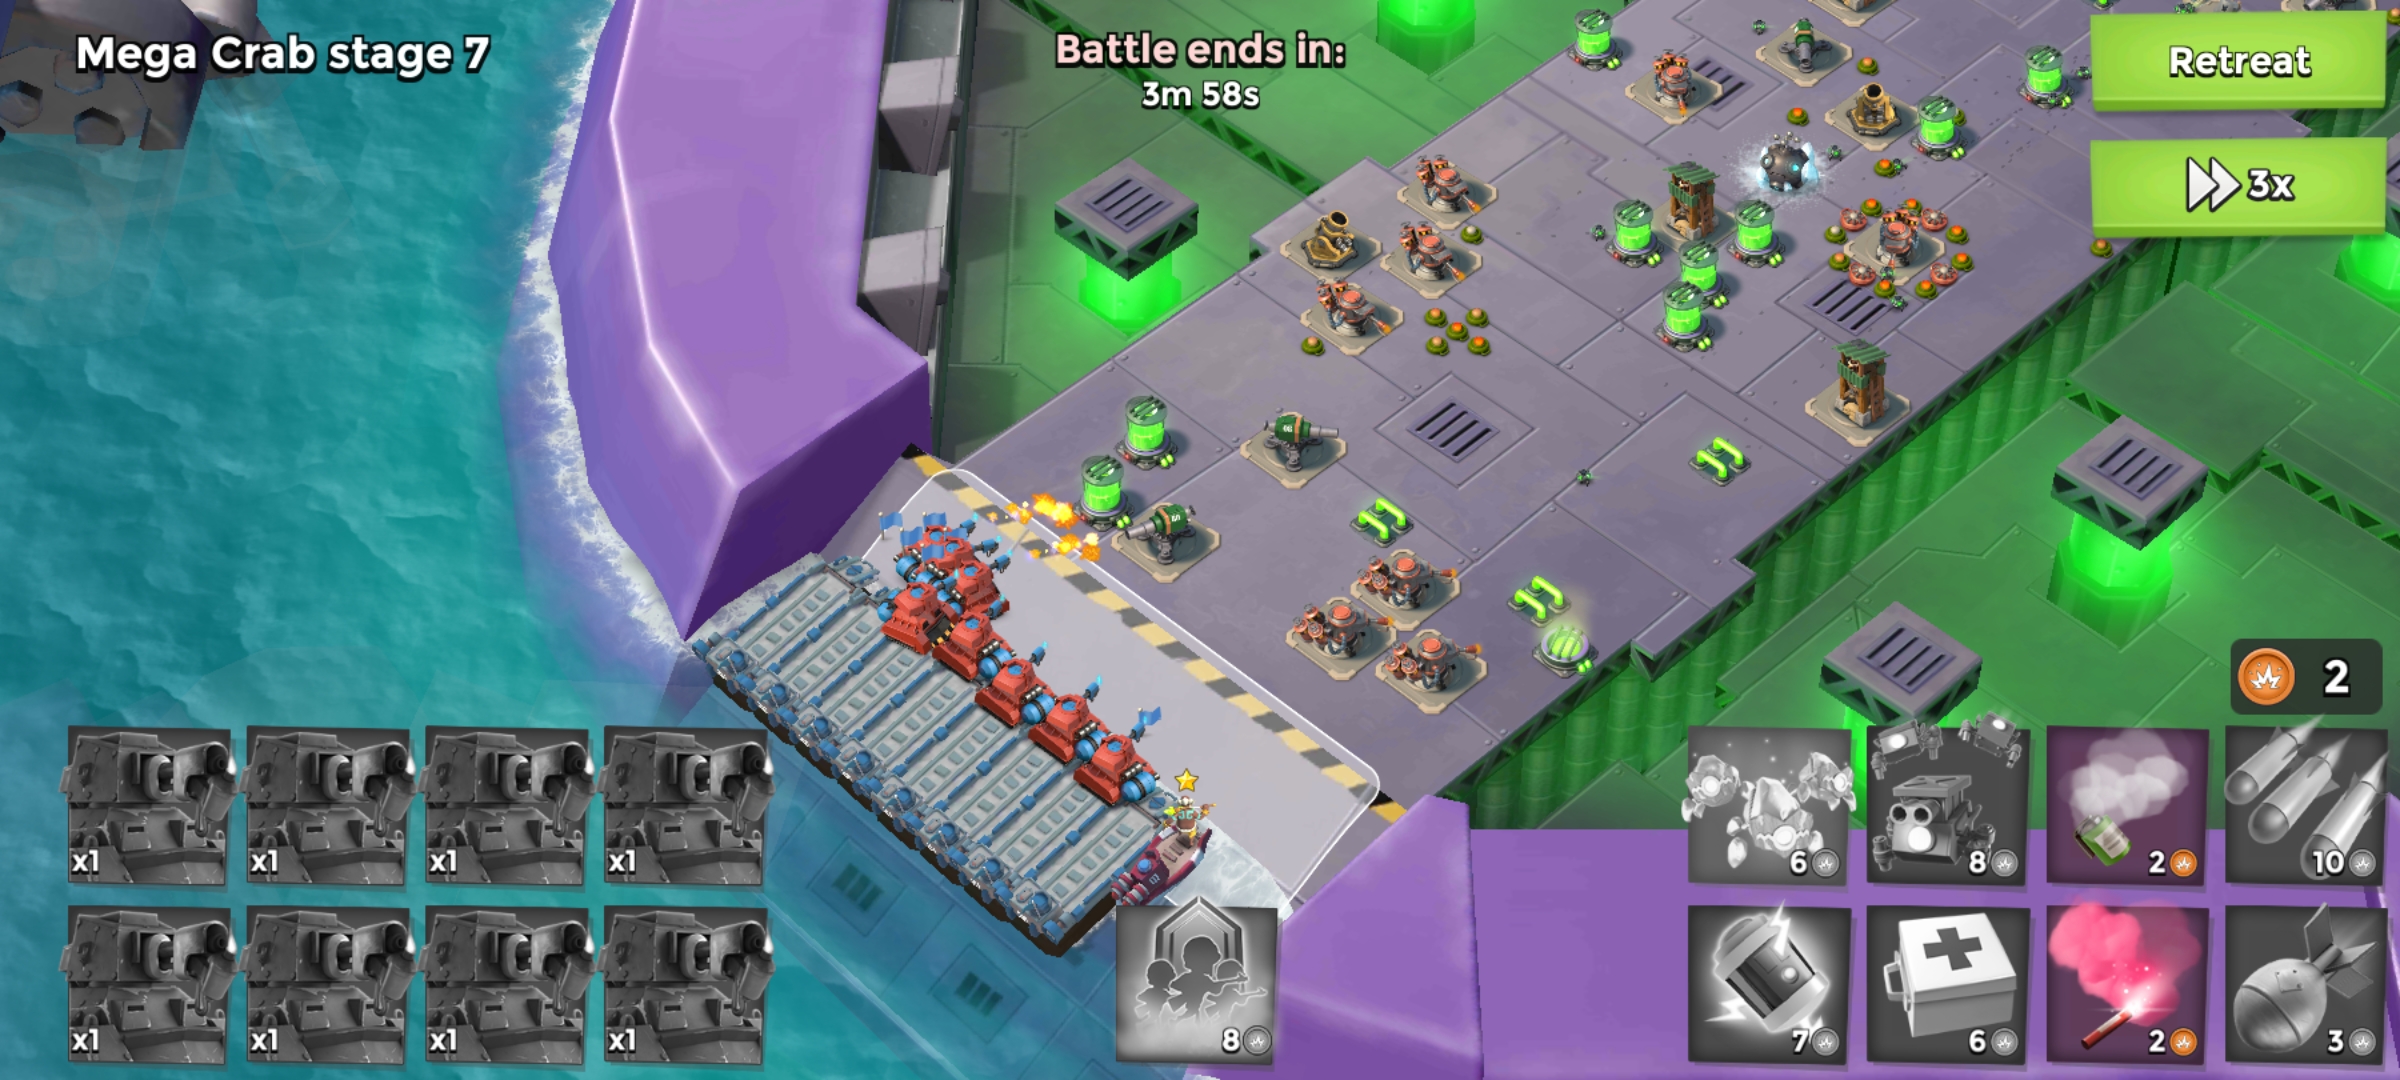 Mega Crab stage 7
Battle ends in:
3m 58s
Retreat
3x
2
x1
x1
x1
x1
6
8
2
10
x1
x1
x1
x1
8
7
6
2
3